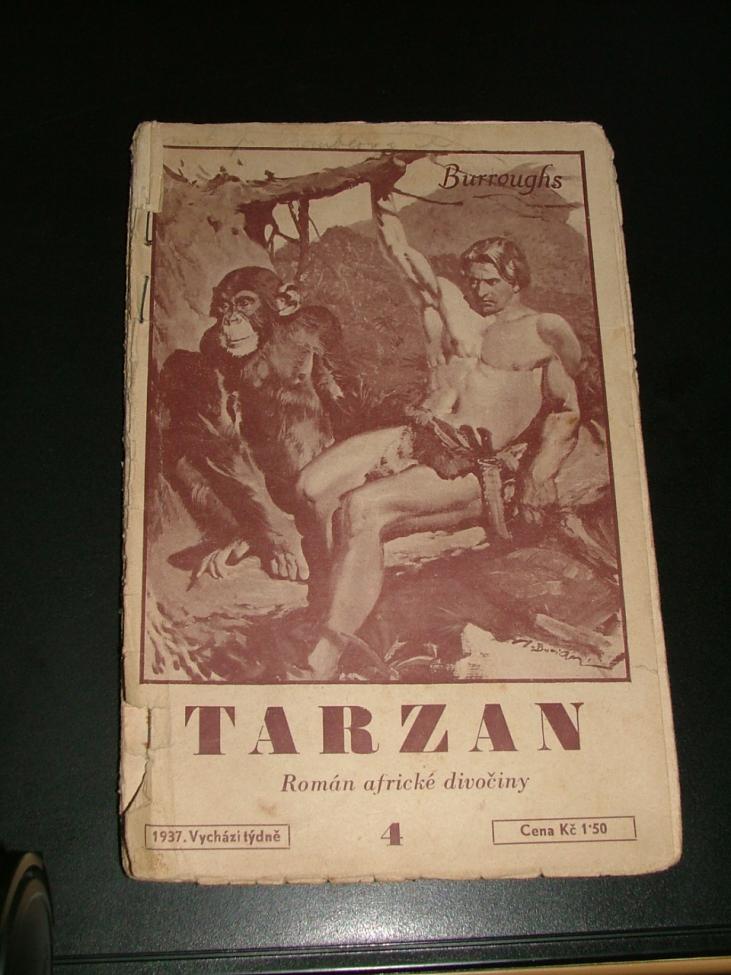 Burroughs
TARZAN
Román africké divočiny
1937. Vychází týdně
4
Cena Kč 1·50